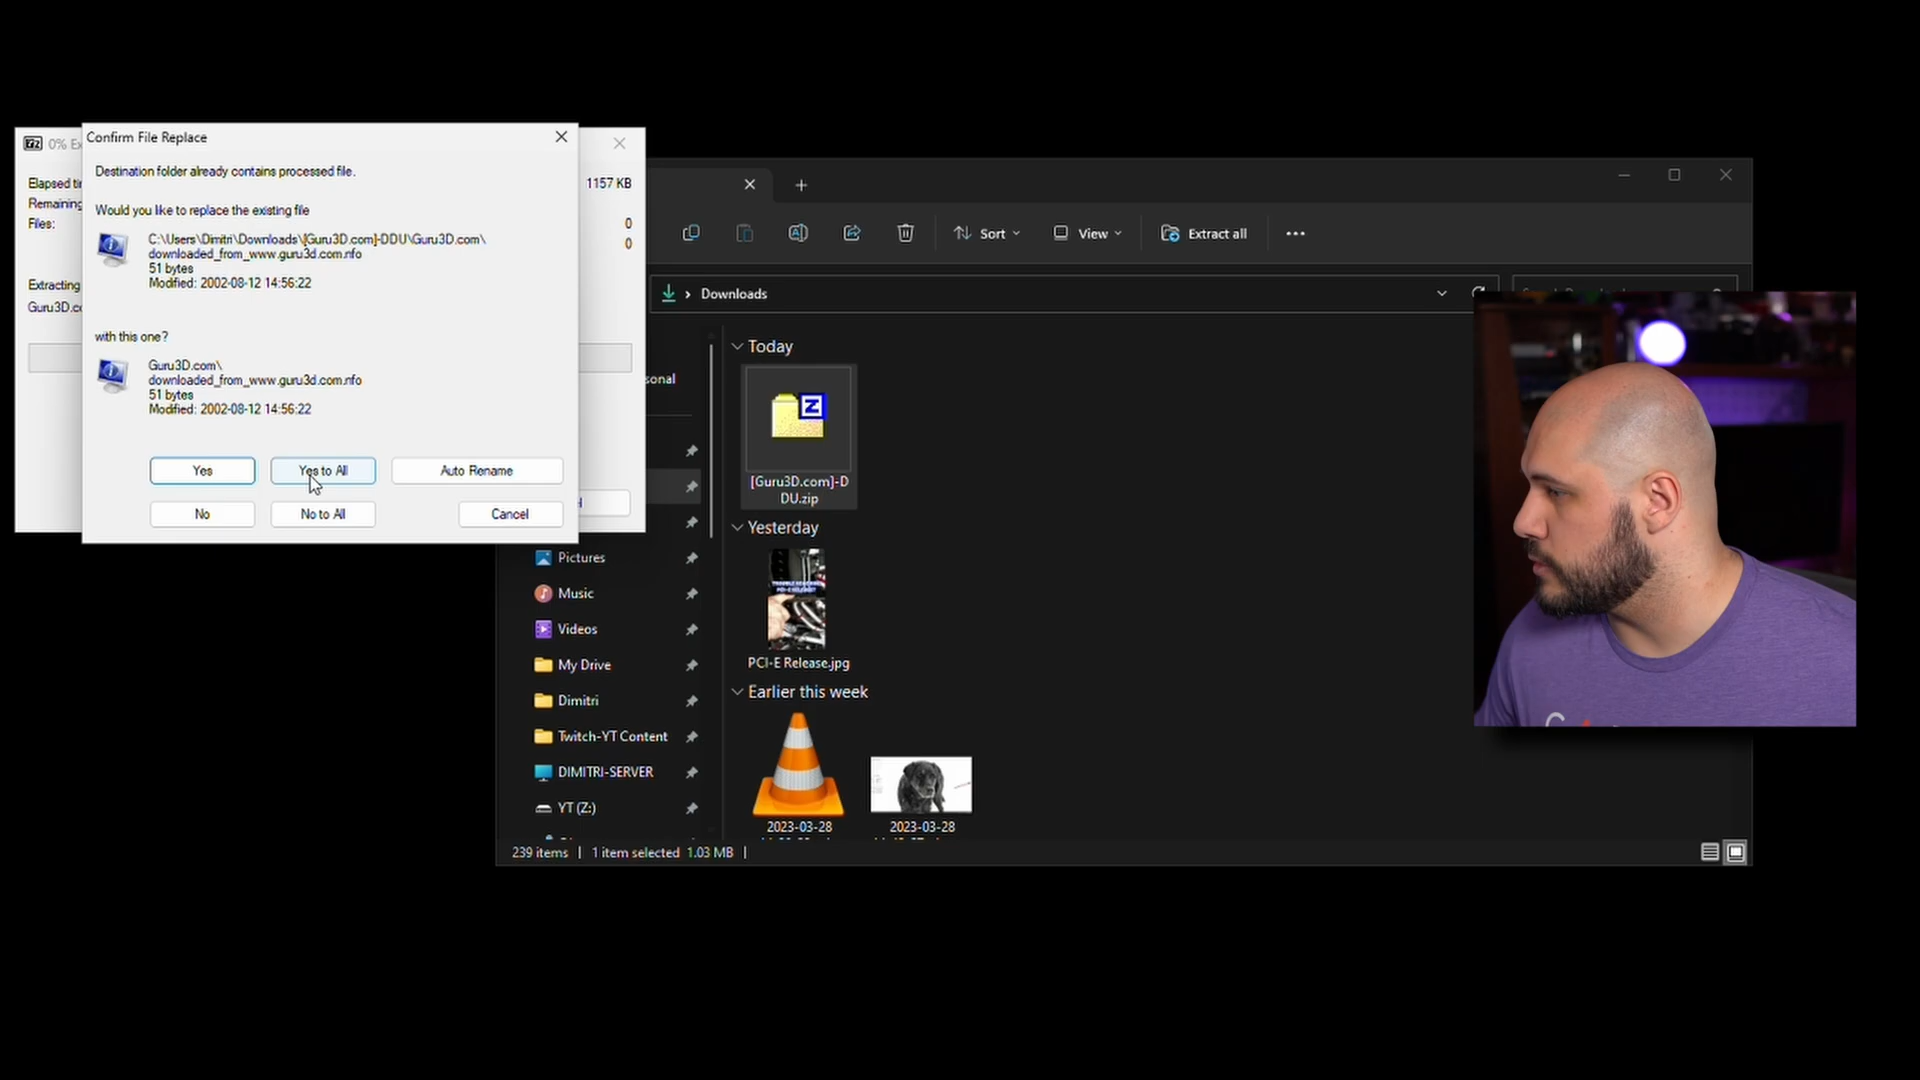 Confirm File Replace
0% Ex
Destination folder already contains processed file.
Elapsed tir
1157 KB
Remaining
Would you like to replace the existing file
Files:
0
0
C:\Users\Dimitri\Downloads\[Guru3D.com]-DDU\Guru3D.com\
downloaded_from_www.guru3d.com.nfo
51 bytes
Modified: 2002-08-12 14:56:22
Extracting
Guru3D.co
with this one?
Guru3D.com\
downloaded_from_www.guru3d.com.nfo
51 bytes
Modified: 2002-08-12 14:56:22
Yes
Yes to All
Auto Rename
No
No to All
Cancel
Sort
View
Extract all
Downloads
sonal
Pictures
Music
Videos
My Drive
Dimitri
Twitch-YT Content
DIMITRI-SERVER
YT (Z:)
Today
[Guru3D.com]-D
DU.zip
Yesterday
PCI-E Release.jpg
Earlier this week
2023-03-28
2023-03-28
239 items
1 item selected 1.03 MB